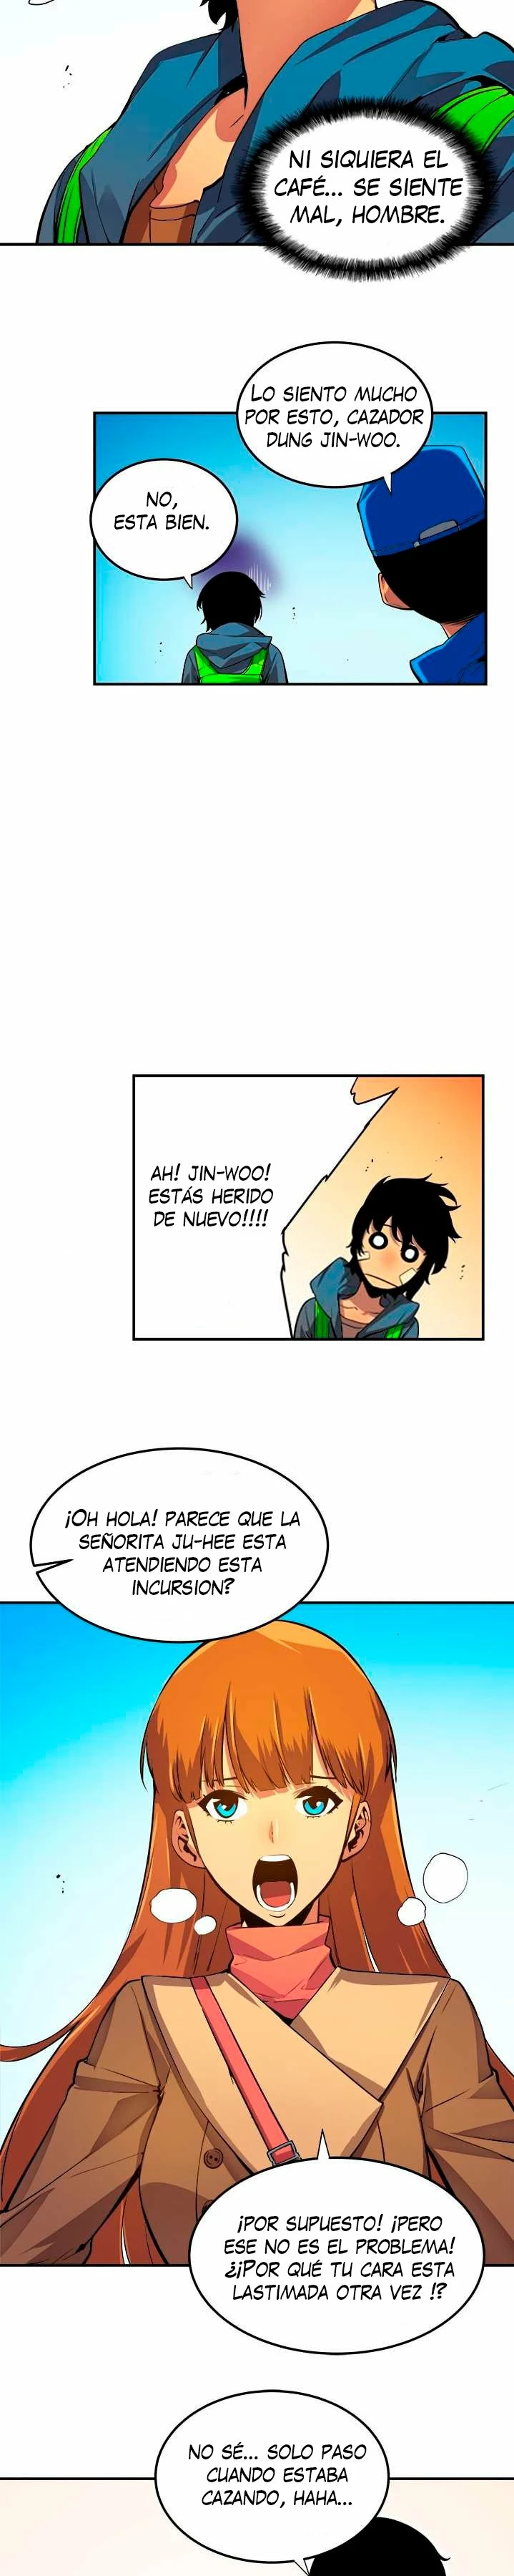 NI SIQUIERA EL
CAFÉ... SE SIENTE
MAL, HOMBRE.
LO SIENTO MUCHO
POR ESTO, CAZADOR
DUNG JIN-WOO.
NO,
ESTA BIEN.
AH! JIN-WOO!
ESTÁS HERIDO
DE NUEVO!!!!
¡OH HOLA! PARECE QUE LA
SEÑORITA JU-HEE ESTA
ATENDIENDO ESTA
INCURSION?
¡POR SUPUESTO! ¡PERO
ESE NO ES EL PROBLEMA!
¿¡¡POR QUÉ TU CARA ESTA
LASTIMADA OTRA VEZ !?
NO SÉ... SOLO PASO
CUANDO ESTABA
CAZANDO, HAHA...